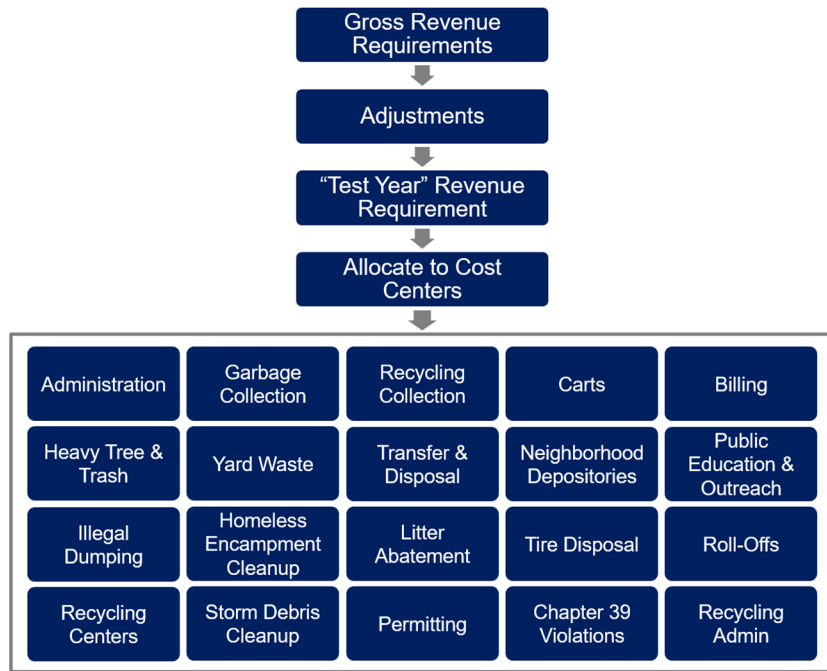 Gross Revenue
Requirements
Adjustments
“Test Year” Revenue
Requirement
Allocate to Cost
Centers
Administration
Garbage
Collection
Recycling
Collection
Carts
Billing
Heavy Tree &
Trash
Yard Waste
Transfer &
Disposal
Neighborhood
Depositories
Public
Education &
Outreach
Illegal
Dumping
Homeless
Encampment
Cleanup
Litter
Abatement
Tire Disposal
Roll-Offs
Recycling
Centers
Storm Debris
Cleanup
Permitting
Chapter 39
Violations
Recycling
Admin